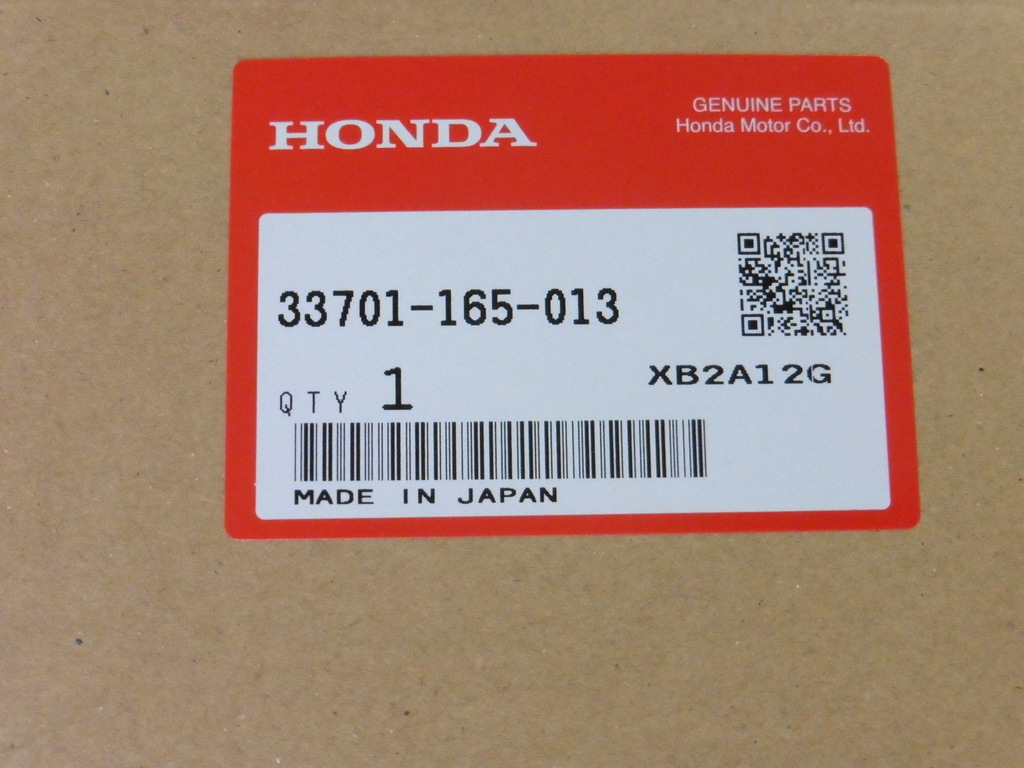 HONDA
GENUINE PARTS
Honda Motor Co., Ltd.
33701-165-013
XB2A12G
QTY 1
MADE IN JAPAN